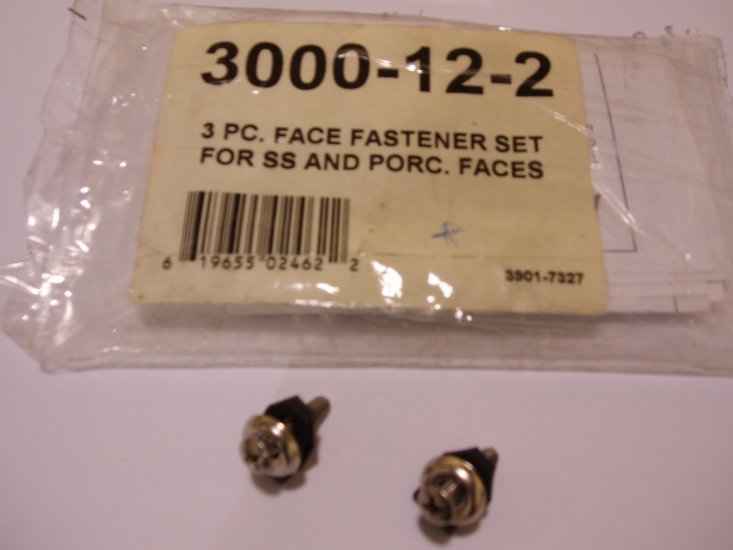 3000-12-2
3 PC. FACE FASTENER SET
FOR SS AND PORC. FACES
6 19655 02462 2
3901-7327